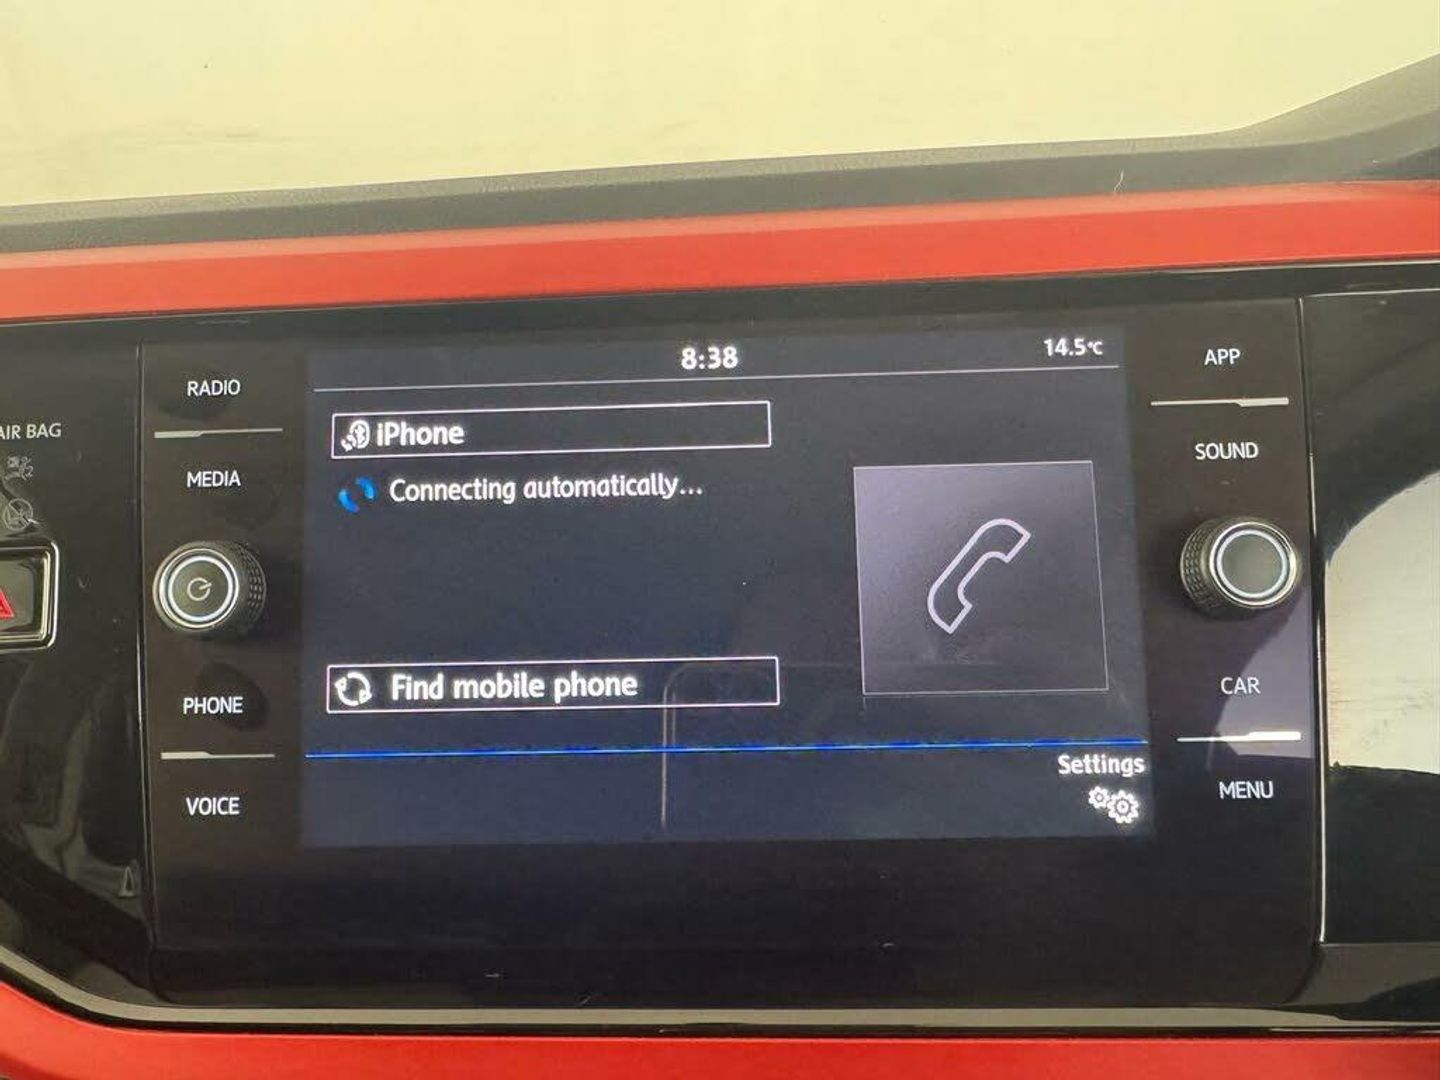 AIR BAG
RADIO
MEDIA
PHONE
VOICE
8:38
14.5°C
iPhone
Connecting automatically...
Find mobile phone
Settings
APP
SOUND
CAR
MENU